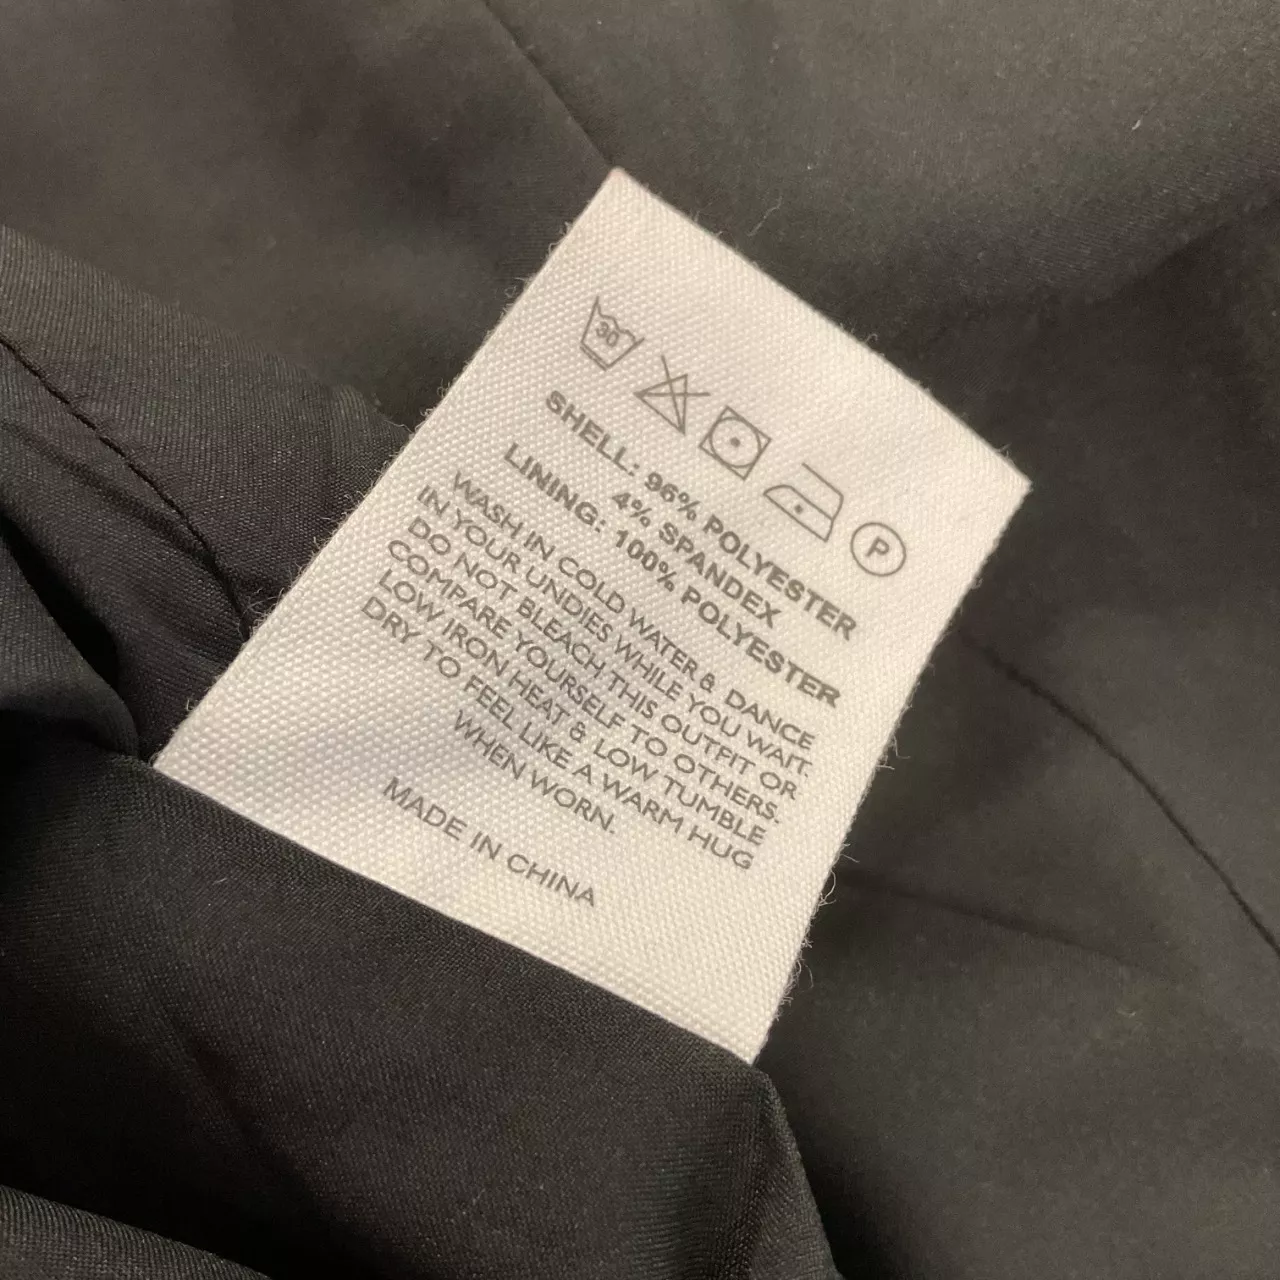 30
P
SHELL: 96% POLYESTER
4% SPANDEX
LINING: 100% POLYESTER
WASH IN COLD WATER & DANCE
IN YOUR UNDIES WHILE YOU WAIT.
DO NOT BLEACH THIS OUTFIT OR
COMPARE YOURSELF TO OTHERS.
LOW IRON HEAT & LOW TUMBLE
DRY TO FEEL LIKE A WARM HUG
WHEN WORN.
MADE IN CHINA